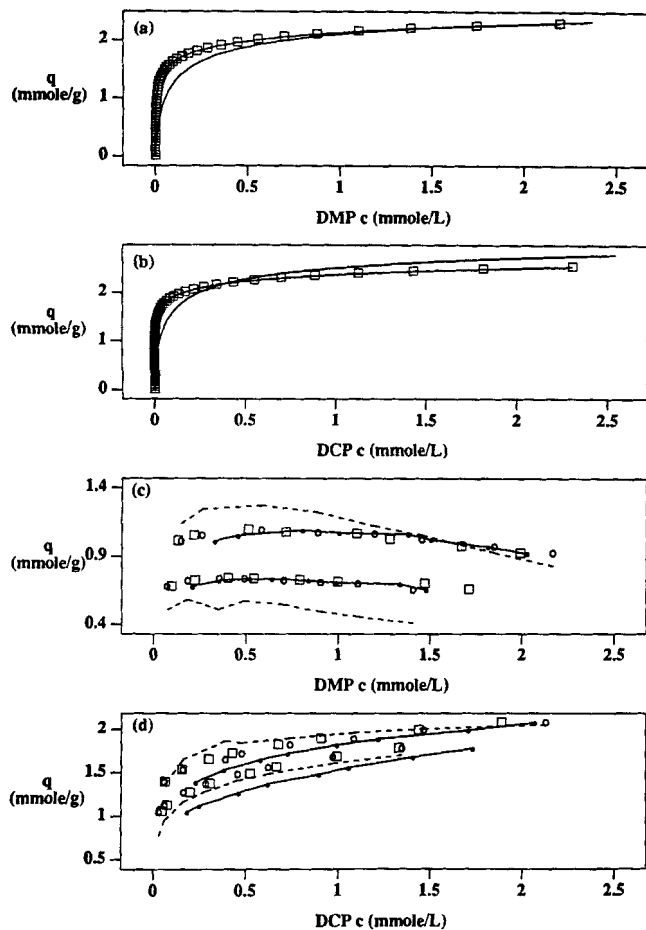 (a)
2
q
(mmole/g)
1
0
0 0.5 1 1.5 2 2.5
DMP c (mmole/L)
(b)
2
q
(mmole/g)
1
0
0 0.5 1 1.5 2 2.5
DCP c (mmole/L)
1.4
(c)
q
(mmole/g)
0.9
0.4
0 0.5 1 1.5 2 2.5
DMP c (mmole/L)
(d)
2
q
(mmole/g)
1.5
1
0.5
0 0.5 1 1.5 2 2.5
DCP c (mmole/L)